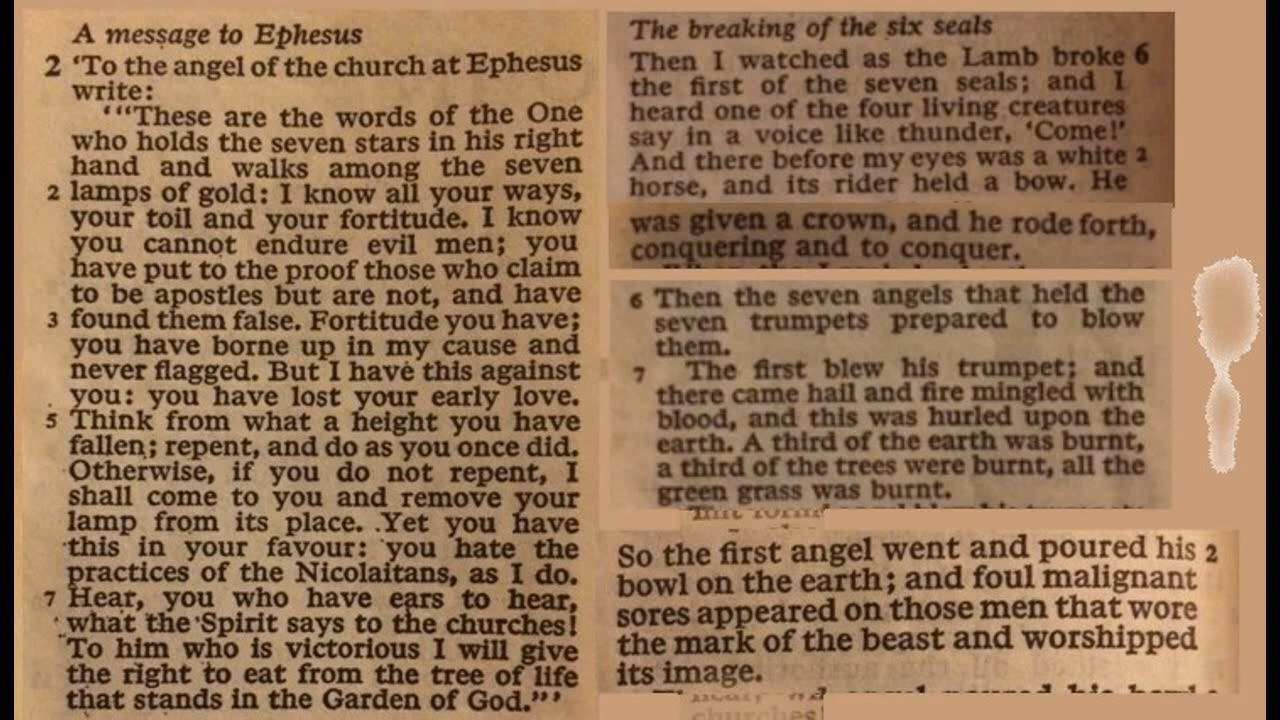 A message to Ephesus
2 ‘To the angel of the church at Ephesus
write:
‘“These are the words of the One
who holds the seven stars in his right
hand and walks among the seven
2 lamps of gold: I know all your ways,
your toil and your fortitude. I know
you cannot endure evil men; you
have put to the proof those who claim
to be apostles but are not, and have
3 found them false. Fortitude you have;
you have borne up in my cause and
never flagged. But I have this against
you: you have lost your early love.
5 Think from what a height you have
fallen; repent, and do as you once did.
Otherwise, if you do not repent, I
shall come to you and remove your
lamp from its place. Yet you have
this in your favour: you hate the
practices of the Nicolaitans, as I do.
7 Hear, you who have ears to hear,
what the Spirit says to the churches!
To him who is victorious I will give
the right to eat from the tree of life
that stands in the Garden of God.”’
The breaking of the six seals
Then I watched as the Lamb broke 6
the first of the seven seals; and I
heard one of the four living creatures
say in a voice like thunder, ‘Come!’
And there before my eyes was a white 2
horse, and its rider held a bow. He
was given a crown, and he rode forth,
conquering and to conquer.
6 Then the seven angels that held the
seven trumpets prepared to blow
them.
7 The first blew his trumpet; and
there came hail and fire mingled with
blood, and this was hurled upon the
earth. A third of the earth was burnt,
a third of the trees were burnt, all the
green grass was burnt.
So the first angel went and poured his 2
bowl on the earth; and foul malignant
sores appeared on those men that wore
the mark of the beast and worshipped
its image.
angel poured his bowl
churches!